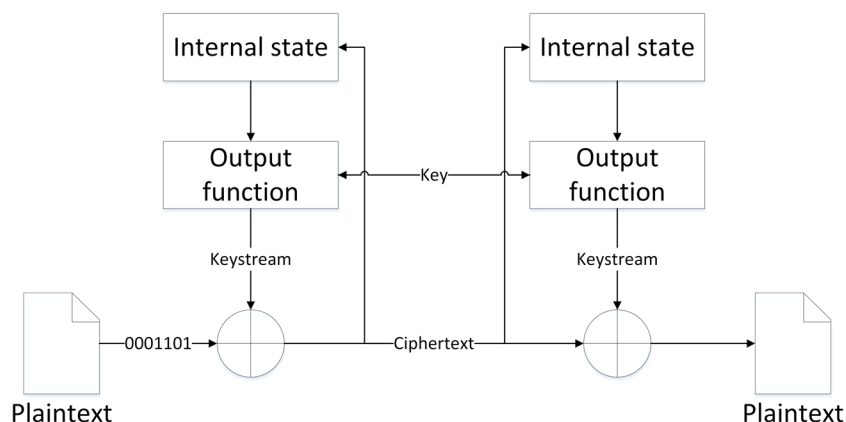 Internal state
Internal state
Output
function
Key
Output
function
Keystream
Keystream
0001101
Ciphertext
Plaintext
Plaintext